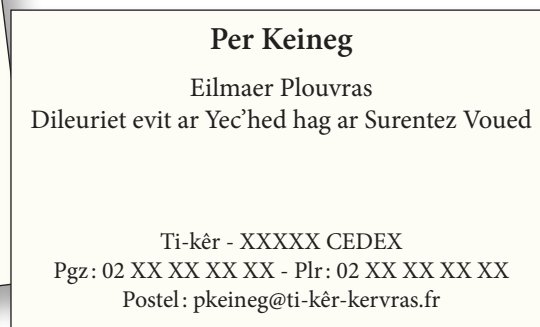 Per Keineg
Eilmaer Plouvras
Dileuriet evit ar Yec’hed hag ar Surentez Voued
Ti-kêr - XXXXX CEDEX
Pgz : 02 XX XX XX XX - Plr : 02 XX XX XX XX
Postel : pkeineg@ti-kêr-kervras.fr